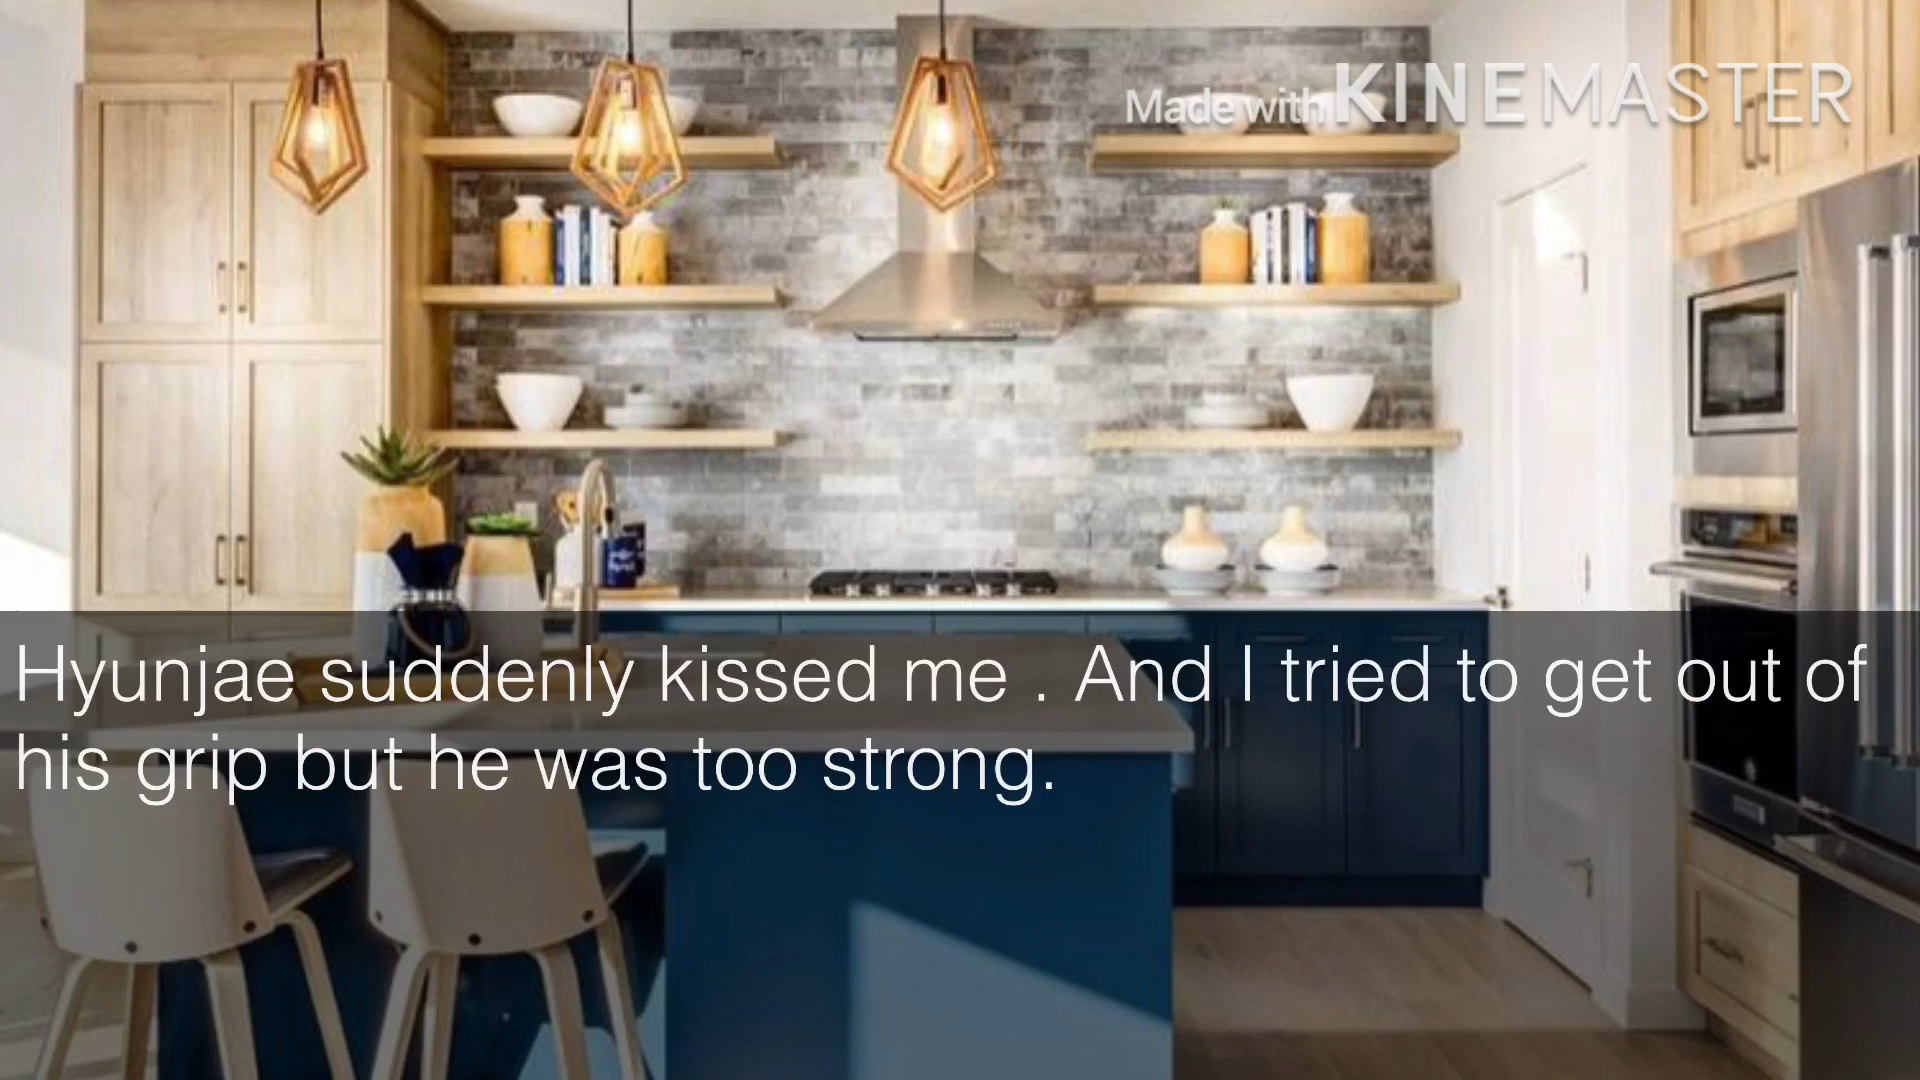 Made with KINEMASTER
Hyunjae suddenly kissed me . And I tried to get out of
his grip but he was too strong.